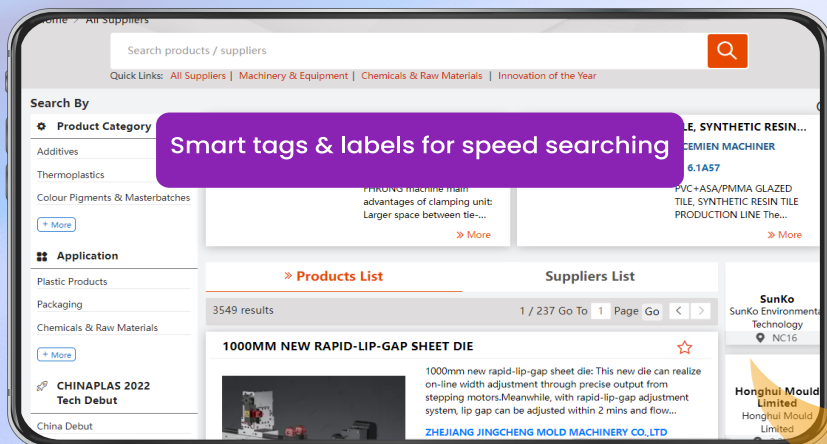 Home > All Suppliers
Search products / suppliers
Quick Links: All Suppliers | Machinery & Equipment | Chemicals & Raw Materials | Innovation of the Year
Search By
Product Category
Additives
Thermoplastics
Colour Pigments & Masterbatches
+ More
Application
Plastic Products
Packaging
Chemicals & Raw Materials
+ More
CHINAPLAS 2022
Tech Debut
China Debut
Smart tags & labels for speed searching
machine main
advantages of clamping unit:
Larger space between tie-...
» More
SYNTHETIC RESIN...
MACHINER
6.1A57
PVC+ASA/PMMA GLAZED
TILE, SYNTHETIC RESIN TILE
PRODUCTION LINE The...
» More
» Products List
Suppliers List
3549 results
1 / 237 Go To 1 Page Go < >
1000MM NEW RAPID-LIP-GAP SHEET DIE
1000mm new rapid-lip-gap sheet die: This new die can realize
on-line width adjustment through precise output from
stepping motors.Meanwhile, with rapid-lip-gap adjustment
system, lip gap can be adjusted within 2 mins and flow...
ZHEJIANG JINGCHENG MOLD MACHINERY CO.,LTD
SunKo
SunKo Environmenta
Technology
NC16
Honghui Mould
Limited
Honghui Mould
Limited